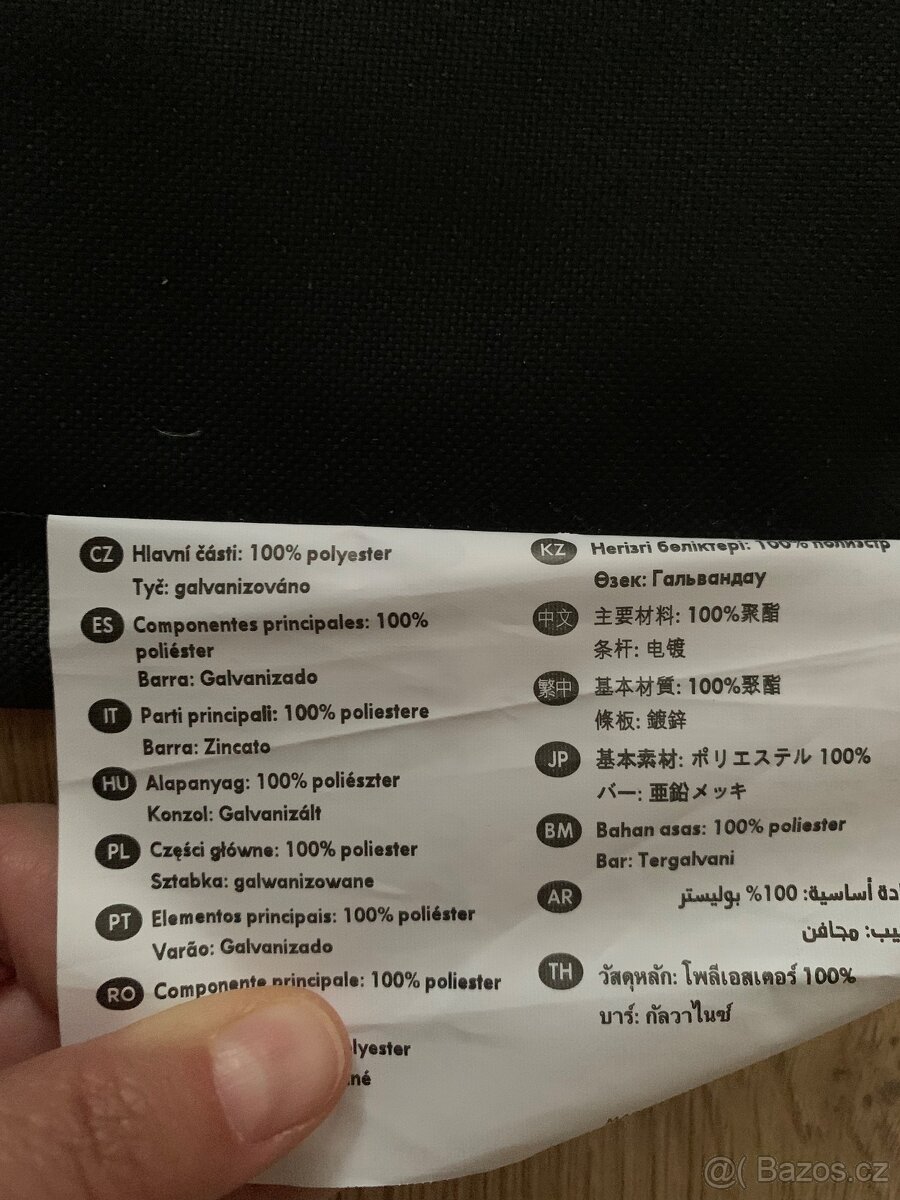 CZ Hlavní části: 100% polyester
Tyč: galvanizováno
ES Componentes principales: 100%
poliéster
Barra: Galvanizado
IT Parti principali: 100% poliestere
Barra: Zincato
HU Alapanyag: 100% poliészter
Konzol: Galvanizált
PL Części główne: 100% poliester
Sztabka: galwanizowane
PT Elementos principais: 100% poliéster
Varão: Galvanizado
RO Componente principale: 100% poliester
lyester
né
KZ Негізгі бөліктері: 100% полиэстр
Өзек: Гальвандау
中文 主要材料: 100%聚酯
条杆: 电镀
繁中 基本材質: 100%聚酯
條板: 鍍鋅
JP 基本素材: ポリエステル 100%
バー: 亜鉛メッキ
BM Bahan asas: 100% poliester
Bar: Tergalvani
AR دة أساسية: 100% بوليستر
يب: مجلفن
TH วัสดุหลัก: โพลีเอสเตอร์ 100%
บาร์: กัลวาไนซ์
@( Bazos.cz